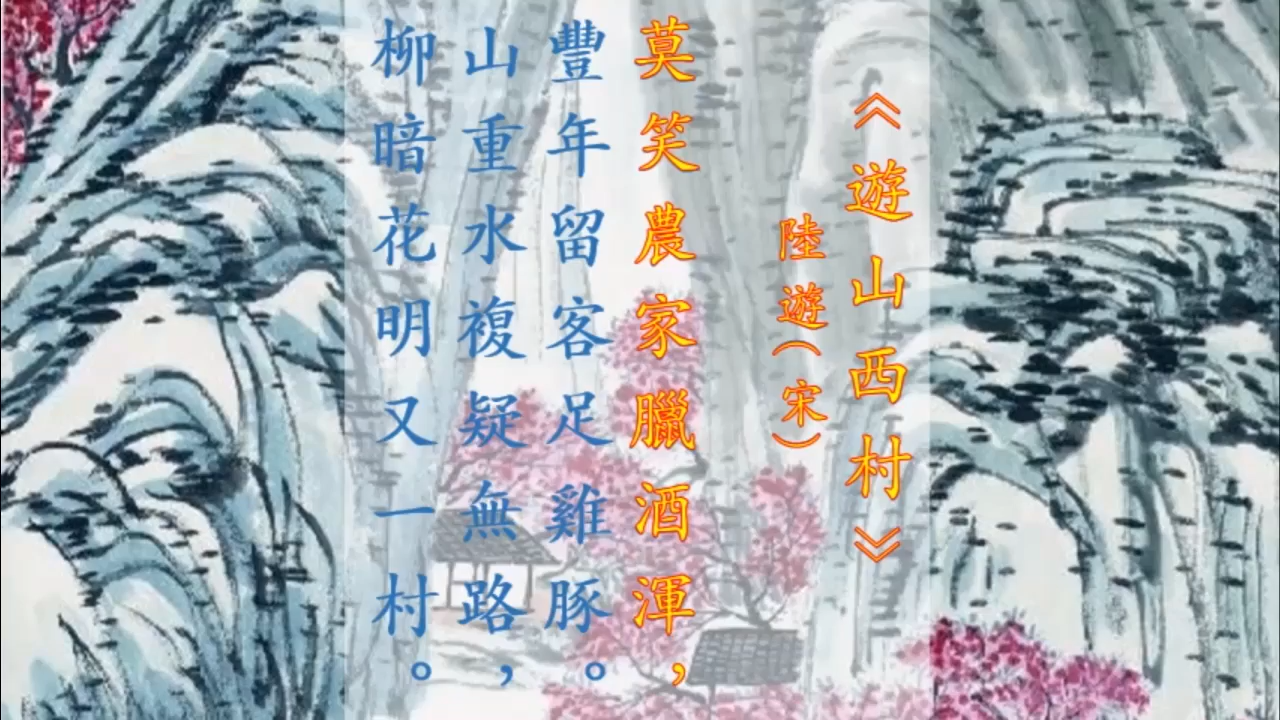 《遊山西村》
陸遊(宋)
莫笑農家臘酒渾，
豐年留客足雞豚。
山重水複疑無路，
柳暗花明又一村。